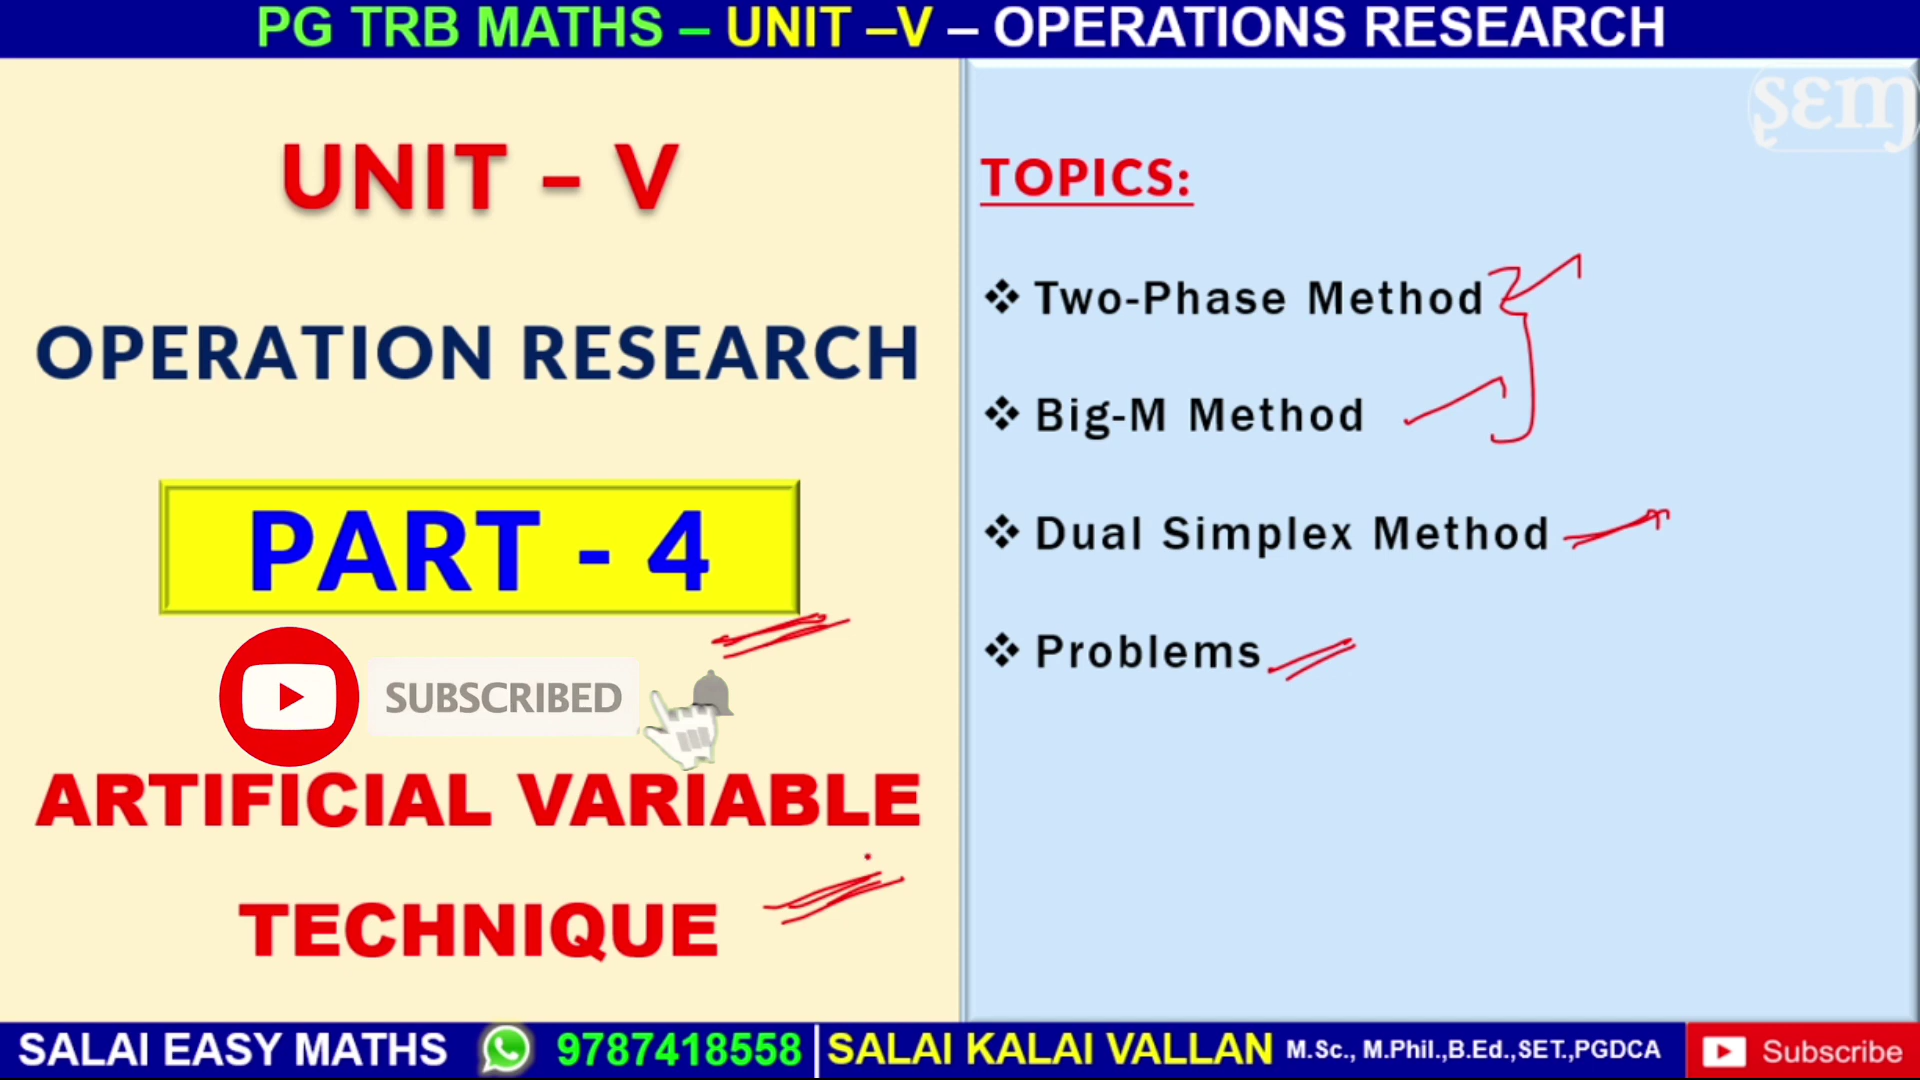 PG TRB MATHS – UNIT –V – OPERATIONS RESEARCH
UNIT – V
OPERATION RESEARCH
PART - 4
SUBSCRIBED
ARTIFICIAL VARIABLE
TECHNIQUE
sem
TOPICS:
❖ Two-Phase Method
❖ Big-M Method
❖ Dual Simplex Method
❖ Problems
SALAI EASY MATHS 9787418558 SALAI KALAI VALLAN M.Sc., M.Phil.,B.Ed.,SET.,PGDCA Subscribe